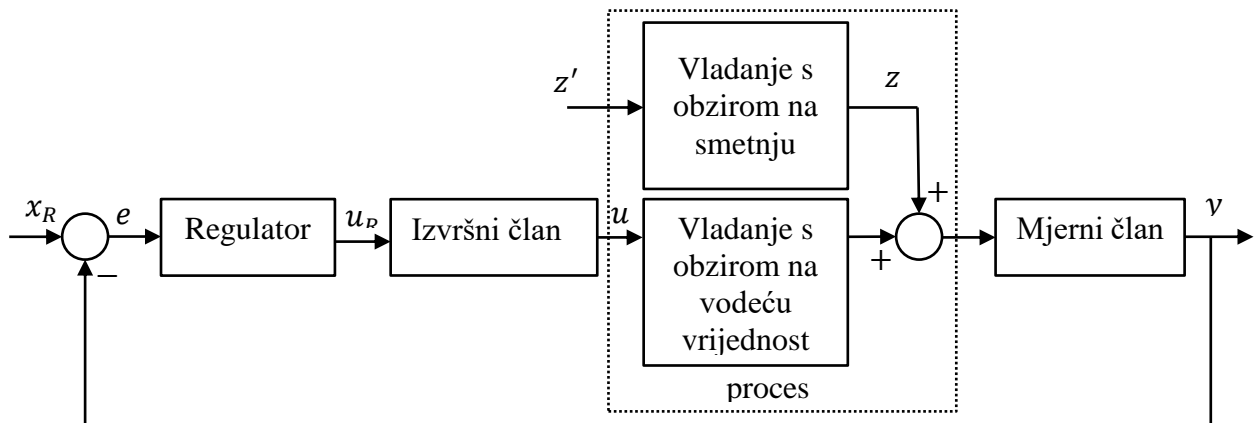 z′
Vladanje s
obzirom na
smetnju
z
x_R
e
Regulator
u_R
Izvršni član
u
Vladanje s
obzirom na
vodeću
vrijednost
+
+
Mjerni član
y
−
proces